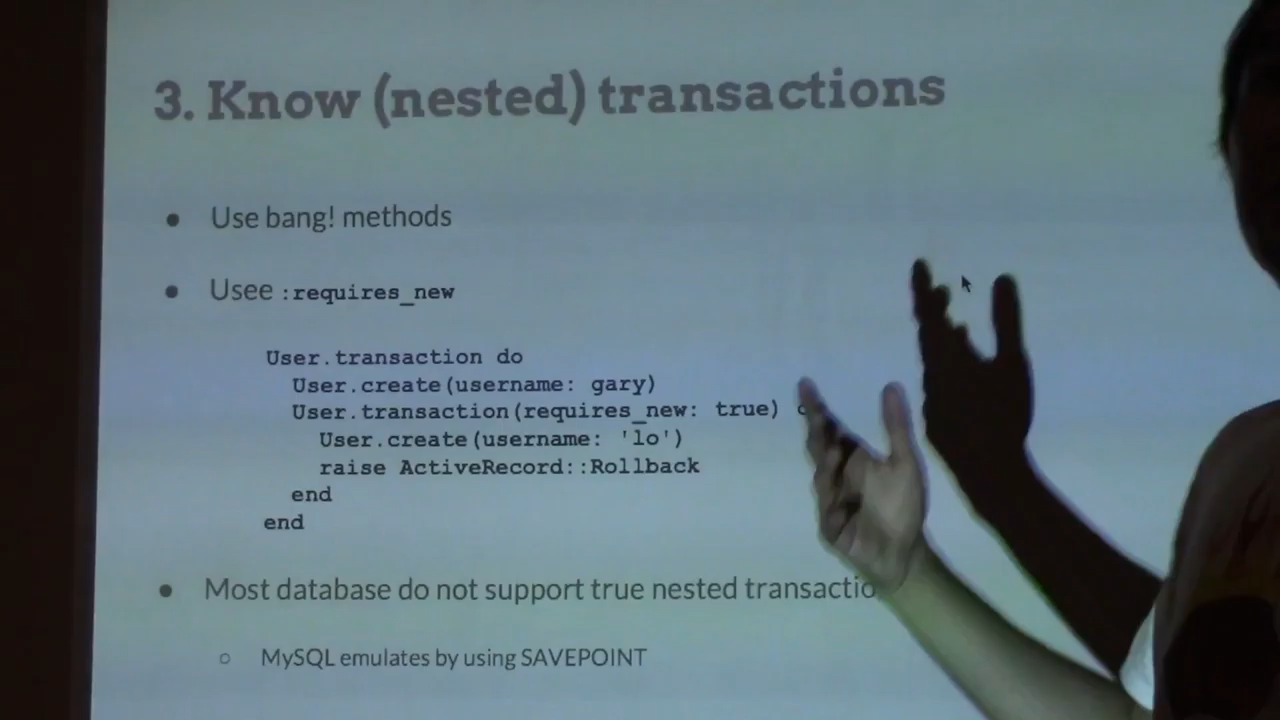 3. Know (nested) transactions
● Use bang! methods
● Usee :requires_new
User.transaction do
User.create(username: gary)
User.transaction(requires_new: true)
User.create(username: 'lo')
raise ActiveRecord::Rollback
end
end
● Most database do not support true nested transactio
○ MySQL emulates by using SAVEPOINT